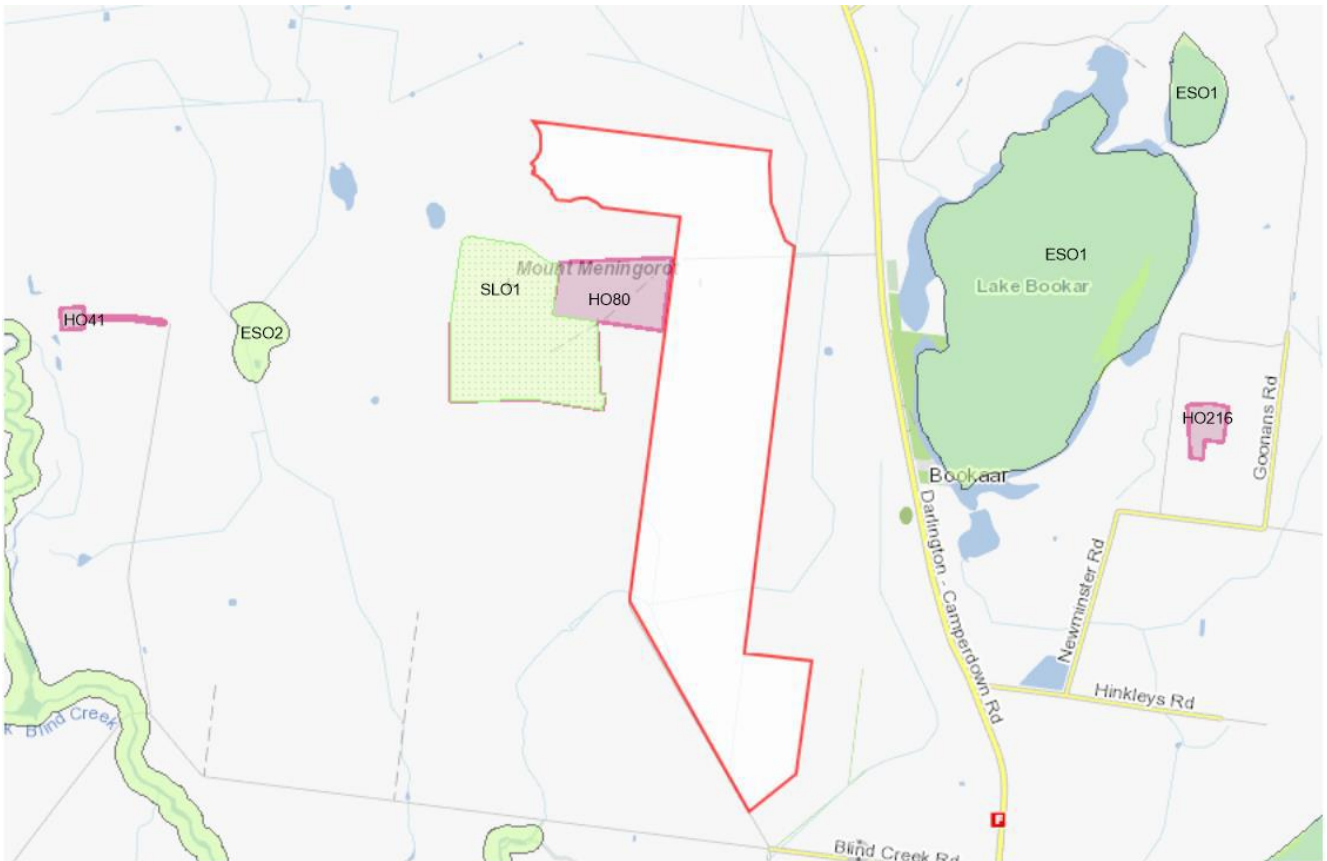 ESO1
ESO1
Lake Bookar
Mount Meningorot
SLO1
HO80
HO41
ESO2
HO216
Goonans Rd
Bookaar
Darlington - Camperdown Rd
Newminster Rd
Hinkleys Rd
Blind Creek
Blind Creek Rd